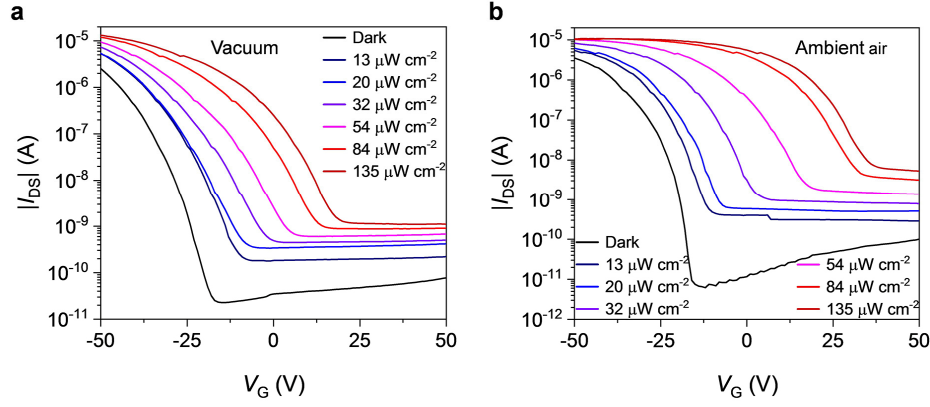 a
Vacuum
Dark
13 μW cm⁻²
20 μW cm⁻²
32 μW cm⁻²
54 μW cm⁻²
84 μW cm⁻²
135 μW cm⁻²
10⁻⁵
10⁻⁶
10⁻⁷
10⁻⁸
10⁻⁹
10⁻¹⁰
10⁻¹¹
|I_DS| (A)
-50 -25 0 25 50
V_G (V)
b
Ambient air
10⁻⁵
10⁻⁶
10⁻⁷
10⁻⁸
10⁻⁹
10⁻¹⁰
10⁻¹¹
10⁻¹²
|I_DS| (A)
Dark
13 μW cm⁻²
20 μW cm⁻²
32 μW cm⁻²
54 μW cm⁻²
84 μW cm⁻²
135 μW cm⁻²
-50 -25 0 25 50
V_G (V)